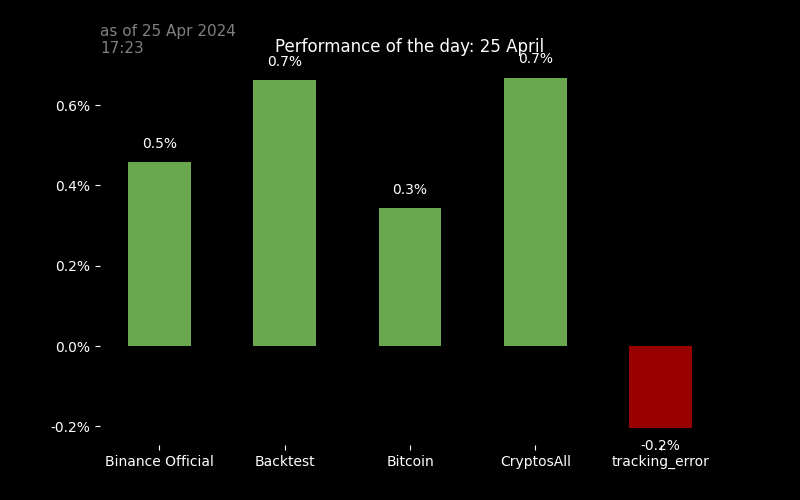 as of 25 Apr 2024
17:23
Performance of the day: 25 April
0.7%
0.7%
0.6%
0.5%
0.4%
0.3%
0.2%
0.0%
-0.2%
-0.2%
Binance Official
Backtest
Bitcoin
CryptosAll
tracking_error